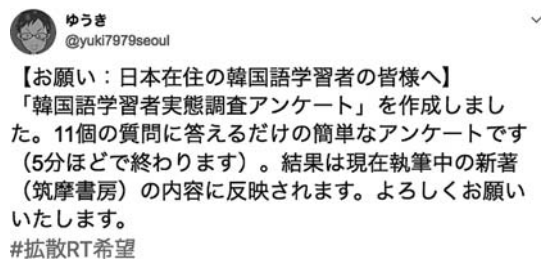 ゆうき
@yuki7979seoul
【お願い：日本在住の韓国語学習者の皆様へ】
「韓国語学習者実態調査アンケート」を作成しまし
た。11個の質問に答えるだけの簡単なアンケートです
（5分ほどで終わります）。結果は現在執筆中の新著
（筑摩書房）の内容に反映されます。よろしくお願い
いたします。
#拡散RT希望